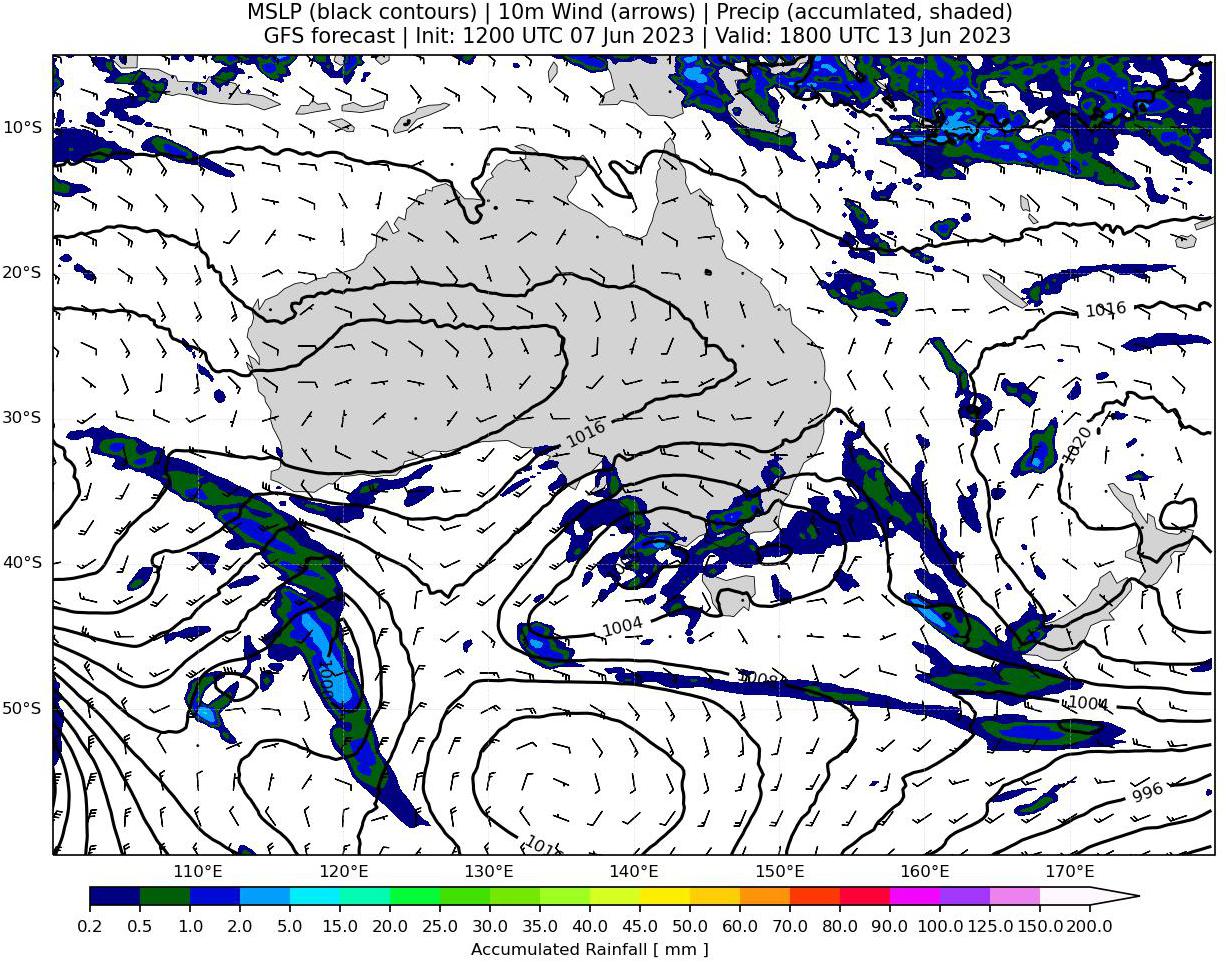 MSLP (black contours) | 10m Wind (arrows) | Precip (accumlated, shaded)
GFS forecast | Init: 1200 UTC 07 Jun 2023 | Valid: 1800 UTC 13 Jun 2023
10°S
20°S
1016
30°S
1016
1020
40°S
1004
1000
1008
50°S
1004
996
110°E 120°E 130°E 140°E 150°E 160°E 170°E
0.2 0.5 1.0 2.0 5.0 10.0 15.0 20.0 25.0 30.0 35.0 40.0 45.0 50.0 60.0 70.0 80.0 90.0 100.0 125.0 150.0 200.0
Accumulated Rainfall [ mm ]